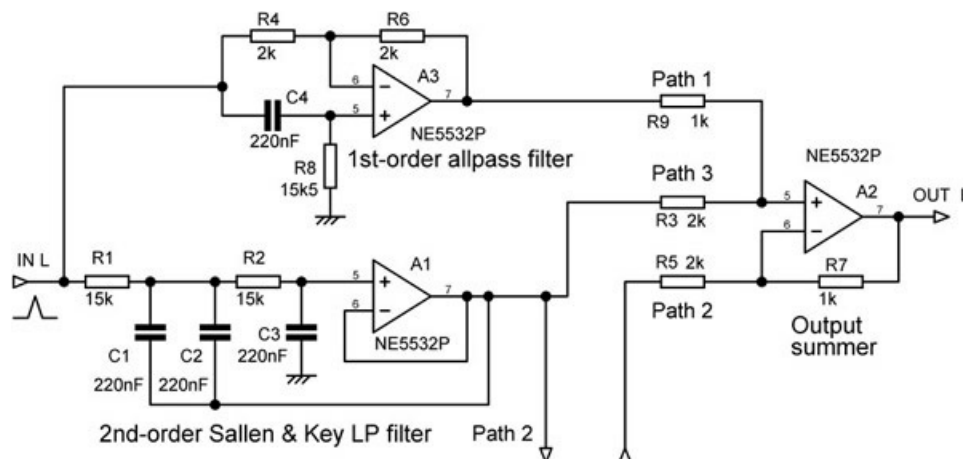 R4
2k
R6
2k
6
5
7
A3
C4
220nF
NE5532P
R8
15k5
1st-order allpass filter
Path 1
R9
1k
NE5532P
Path 3
R3 2k
5
6
7
A2
R5 2k
Path 2
R7
1k
Output
summer
IN L
R1
15k
R2
15k
5
6
7
A1
NE5532P
C1
220nF
C2
220nF
C3
220nF
2nd-order Sallen & Key LP filter
Path 2